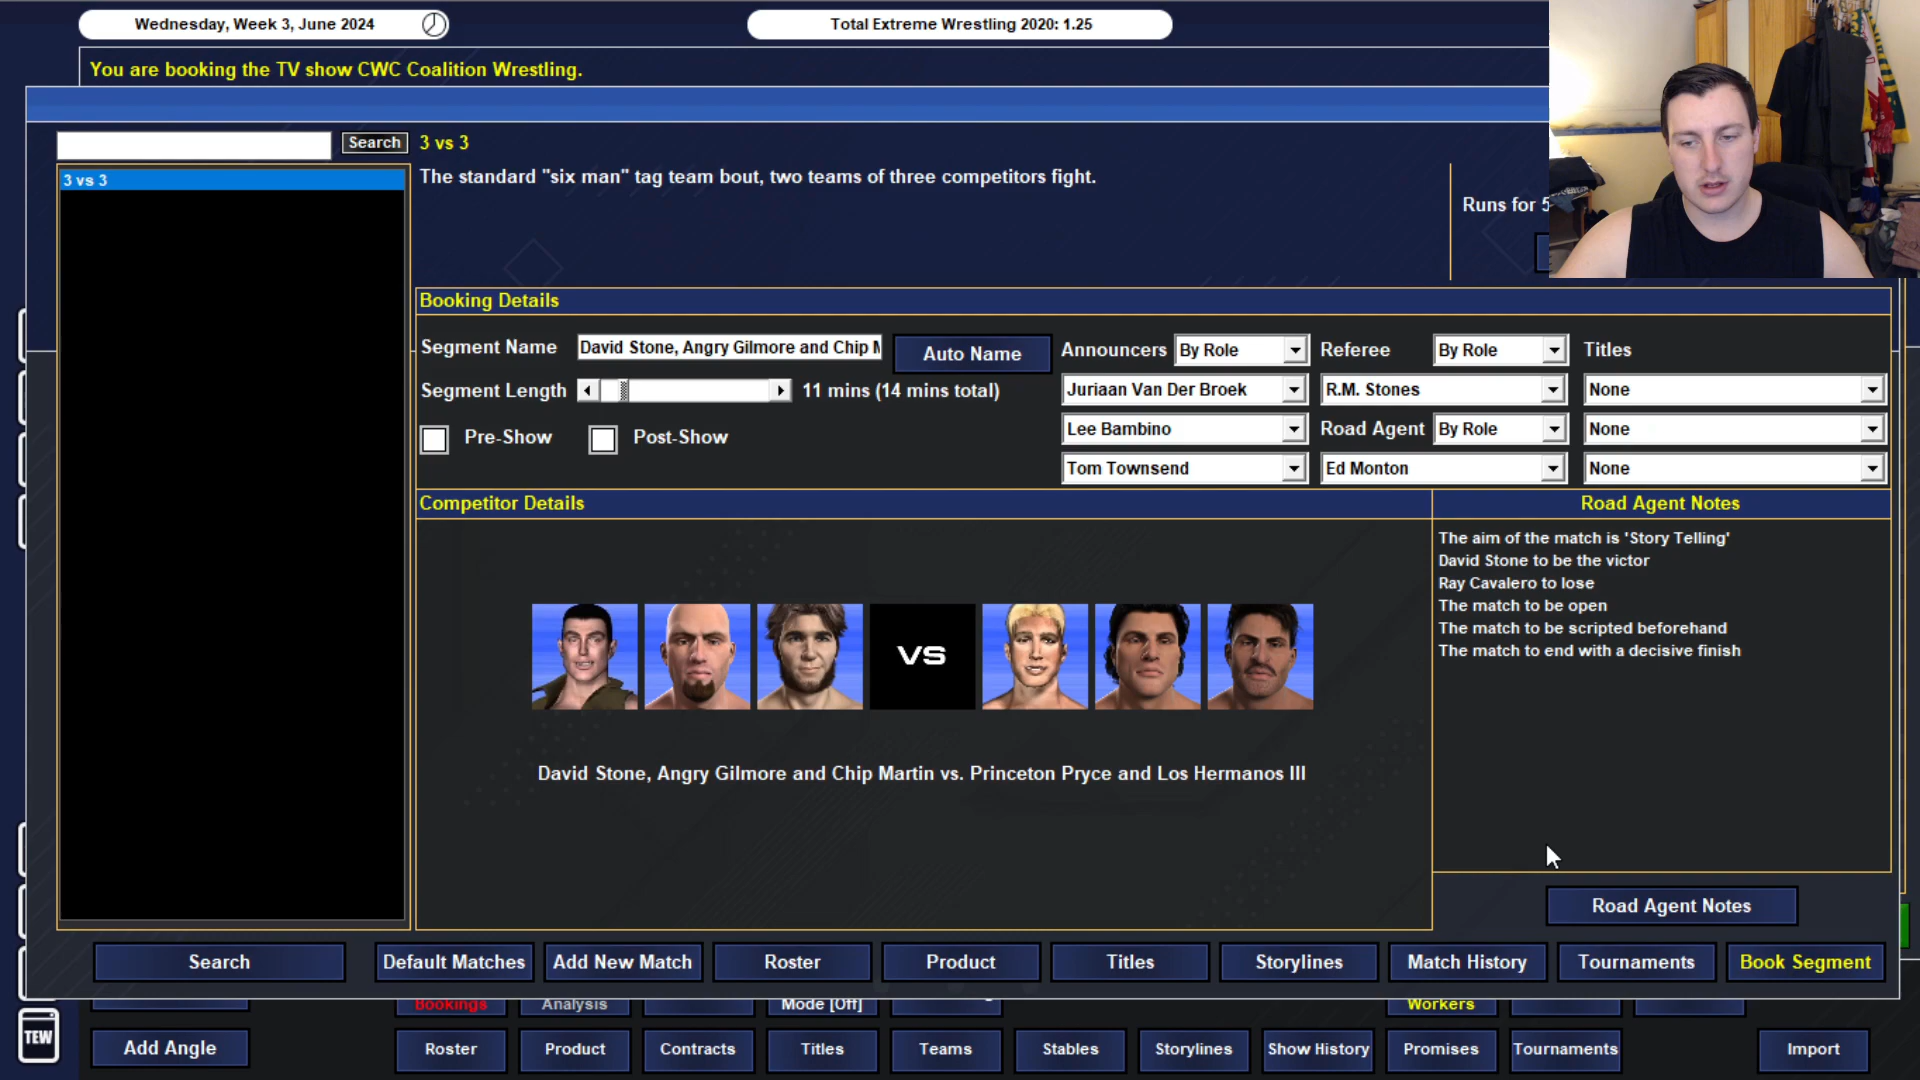 Wednesday, Week 3, June 2024
Total Extreme Wrestling 2020: 1.25
You are booking the TV show CWC Coalition Wrestling.
Search
3 vs 3
3 vs 3
The standard "six man" tag team bout, two teams of three competitors fight.
Runs for 5
Booking Details
Segment Name
David Stone, Angry Gilmore and Chip
Auto Name
Announcers
By Role
Referee
By Role
Titles
Segment Length
11 mins (14 mins total)
Juriaan Van Der Broek
R.M. Stones
None
Pre-Show
Post-Show
Lee Bambino
Road Agent
By Role
None
Tom Townsend
Ed Monton
None
Competitor Details
Road Agent Notes
The aim of the match is 'Story Telling'
David Stone to be the victor
Ray Cavalero to lose
The match to be open
The match to be scripted beforehand
The match to end with a decisive finish
VS
David Stone, Angry Gilmore and Chip Martin vs. Princeton Pryce and Los Hermanos III
Road Agent Notes
Search
Default Matches
Add New Match
Roster
Product
Titles
Storylines
Match History
Tournaments
Book Segment
Bookings
Analysis
Mode [Off]
Workers
TEW
Add Angle
Roster
Product
Contracts
Titles
Teams
Stables
Storylines
Show History
Promises
Tournaments
Import